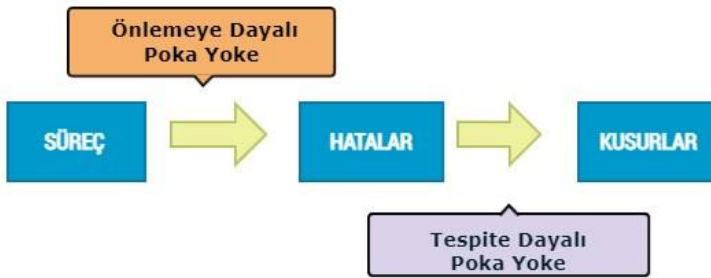 Önlemeye Dayalı
Poka Yoke
SÜREÇ
HATALAR
KUSURLAR
Tespite Dayalı
Poka Yoke